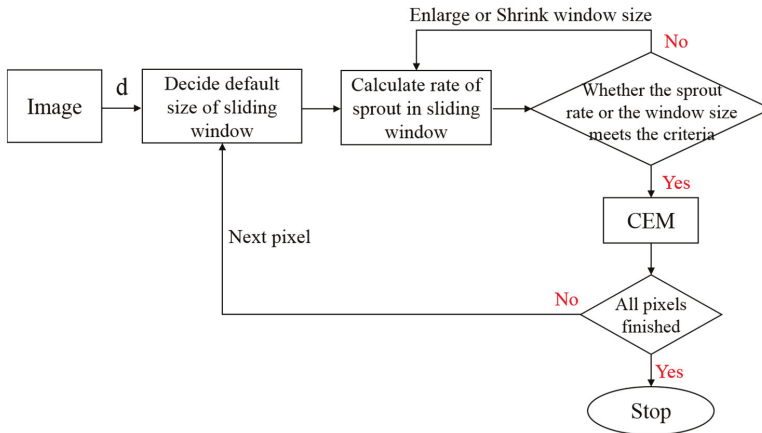 Enlarge or Shrink window size
No
Image
d
Decide default
size of sliding
window
Calculate rate of
sprout in sliding
window
Whether the sprout
rate or the window size
meets the criteria
Yes
CEM
Next pixel
No
All pixels
finished
Yes
Stop